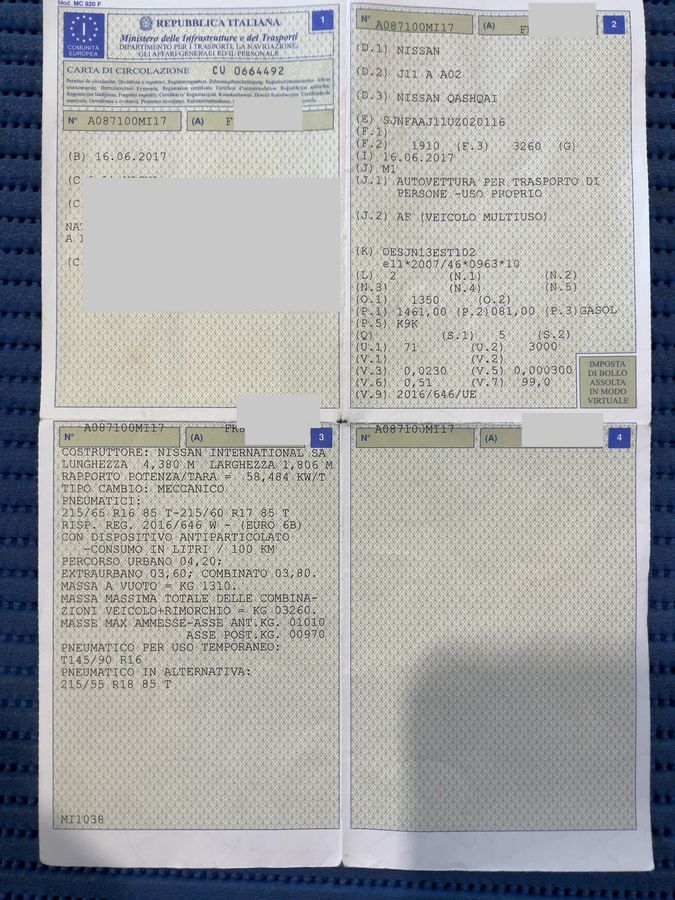 Mod. MC 820 F
I
COMUNITÀ
EUROPEA
REPUBBLICA ITALIANA
1
Ministero delle Infrastrutture e dei Trasporti
DIPARTIMENTO PER I TRASPORTI, LA NAVIGAZIONE,
GLI AFFARI GENERALI ED IL PERSONALE
CARTA DI CIRCOLAZIONE CU 0664492
N° A087100MI17 (A)
(B) 16.06.2017
(C
(C
NA
A
(C
N° A087100MI17 (A)
2
(D.1) NISSAN
(D.2) J11 A A02
(D.3) NISSAN QASHQAI
(E) SJNFAAJ11UZ020116
(F.1)
(F.2) 1910 (F.3) 3260 (G)
(I) 16.06.2017
(J) M1
(J.1) AUTOVETTURA PER TRASPORTO DI
PERSONE -USO PROPRIO
(J.2) AF (VEICOLO MULTIUSO)
(K) OESJN13EST102
e11*2007/46*0963*10
(L) 2 (N.1) (N.2)
(N.3) (N.4) (N.5)
(O.1) 1350 (O.2)
(P.1) 1461,00 (P.2)081,00 (P.3)GASOL
(P.5) K9K
(Q) (S.1) 5 (S.2)
(U.1) 71 (U.2) 3000
(V.1) (V.2)
(V.3) 0,0230 (V.5) 0,000300
(V.6) 0,51 (V.7) 99,0
(V.9) 2016/646/UE
IMPOSTA
DI BOLLO
ASSOLTA
IN MODO
VIRTUALE
N° A087100MI17 (A)
3
COSTRUTTORE: NISSAN INTERNATIONAL SA
LUNGHEZZA 4,380 M LARGHEZZA 1,806 M
RAPPORTO POTENZA/TARA = 58,484 KW/T
TIPO CAMBIO: MECCANICO
PNEUMATICI:
215/65 R16 85 T-215/60 R17 85 T
RISP. REG. 2016/646 W - (EURO 6B)
CON DISPOSITIVO ANTIPARTICOLATO
-CONSUMO IN LITRI / 100 KM
PERCORSO URBANO 04,20;
EXTRAURBANO 03,60; COMBINATO 03,80.
MASSA A VUOTO = KG 1310.
MASSA MASSIMA TOTALE DELLE COMBINA-
ZIONI VEICOLO+RIMORCHIO = KG 03260.
MASSE MAX AMMESSE-ASSE ANT.KG. 01010
ASSE POST.KG. 00970
PNEUMATICO PER USO TEMPORANEO:
T145/90 R16
PNEUMATICO IN ALTERNATIVA:
215/55 R18 85 T
MI1038
N° A087100MI17 (A)
4